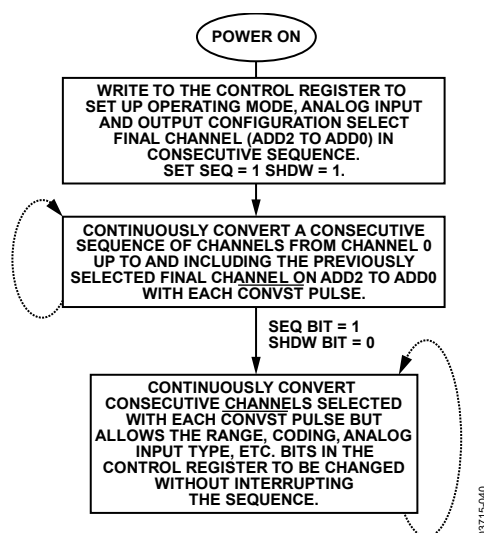 POWER ON
WRITE TO THE CONTROL REGISTER TO
SET UP OPERATING MODE, ANALOG INPUT
AND OUTPUT CONFIGURATION SELECT
FINAL CHANNEL (ADD2 TO ADD0) IN
CONSECUTIVE SEQUENCE.
SET SEQ = 1 SHDW = 1.
CONTINUOUSLY CONVERT A CONSECUTIVE
SEQUENCE OF CHANNELS FROM CHANNEL 0
UP TO AND INCLUDING THE PREVIOUSLY
SELECTED FINAL CHANNEL ON ADD2 TO ADD0
WITH EACH CONVST PULSE.
SEQ BIT = 1
SHDW BIT = 0
CONTINUOUSLY CONVERT
CONSECUTIVE CHANNELS SELECTED
WITH EACH CONVST PULSE BUT
ALLOWS THE RANGE, CODING, ANALOG
INPUT TYPE, ETC. BITS IN THE
CONTROL REGISTER TO BE CHANGED
WITHOUT INTERRUPTING
THE SEQUENCE.
03715-040